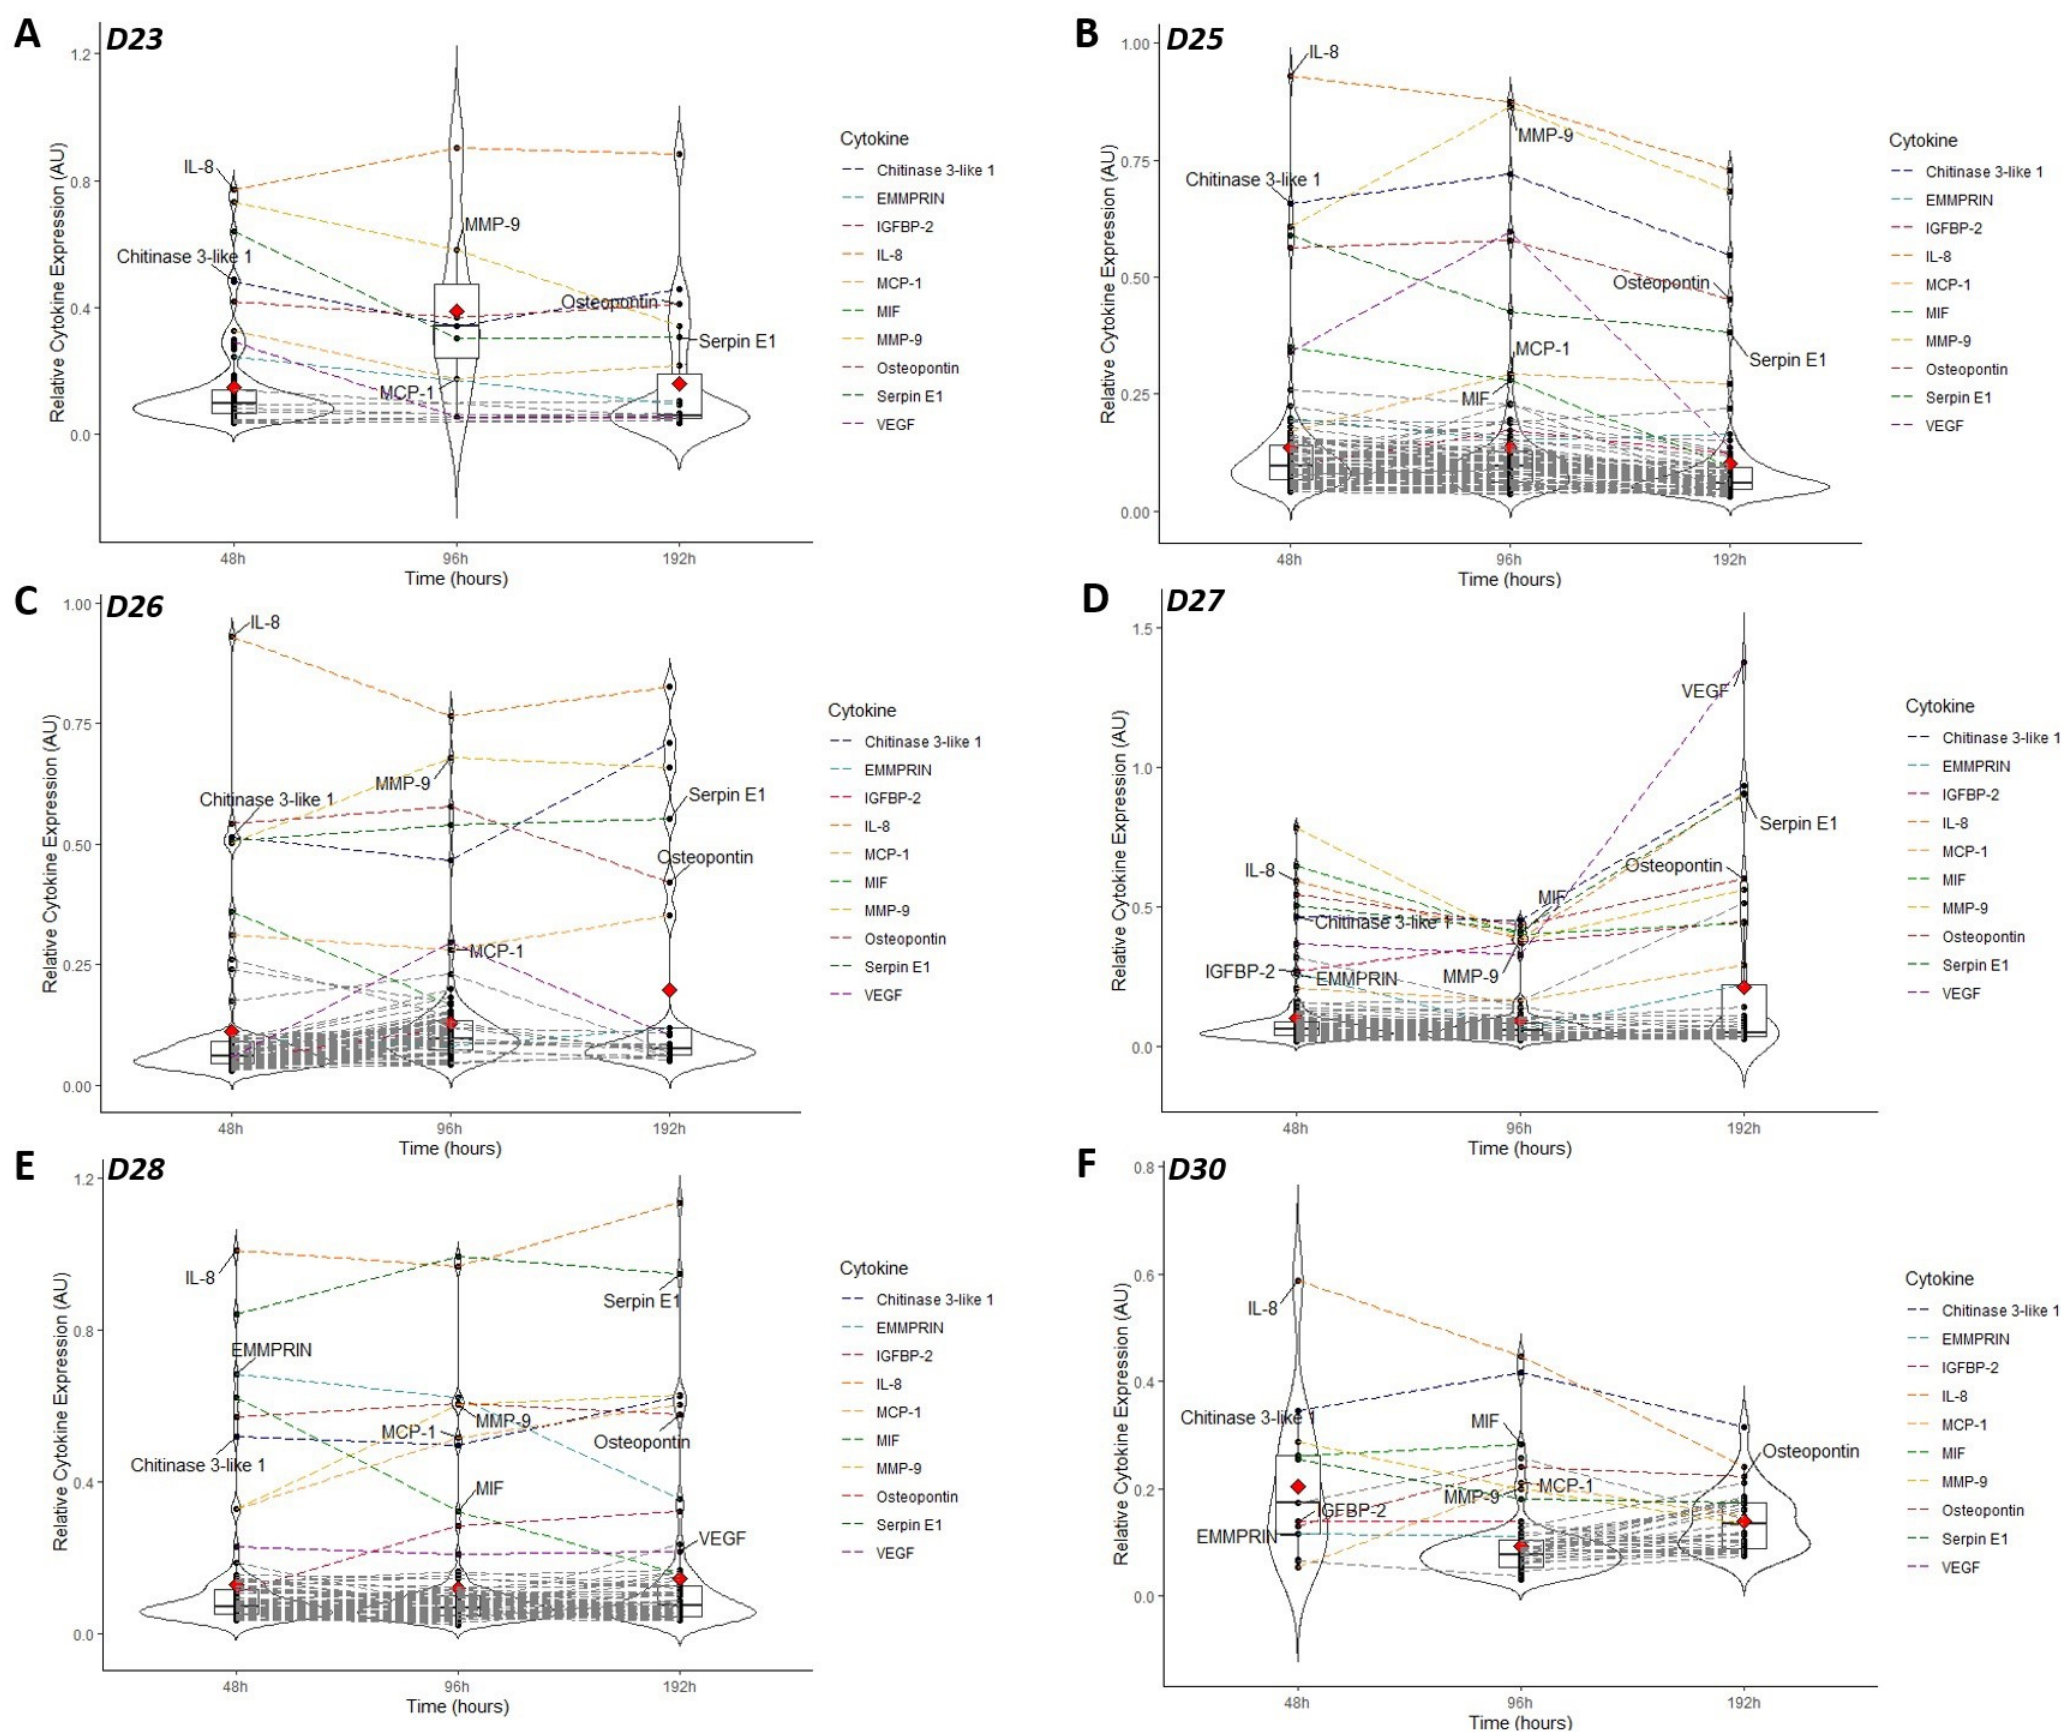 A D23
Relative Cytokine Expression (AU)
1.2
0.8
0.4
0.0
IL-8
Chitinase 3-like 1
MMP-9
MCP-1
Osteopontin
Serpin E1
48h 96h 192h
Time (hours)
Cytokine
Chitinase 3-like 1
EMMPRIN
IGFBP-2
IL-8
MCP-1
MIF
MMP-9
Osteopontin
Serpin E1
VEGF
B D25
Relative Cytokine Expression (AU)
1.00
0.75
0.50
0.25
0.00
IL-8
MMP-9
Chitinase 3-like 1
Osteopontin
MCP-1
Serpin E1
MIF
48h 96h 192h
Time (hours)
Cytokine
Chitinase 3-like 1
EMMPRIN
IGFBP-2
IL-8
MCP-1
MIF
MMP-9
Osteopontin
Serpin E1
VEGF
C D26
Relative Cytokine Expression (AU)
1.00
0.75
0.50
0.25
0.00
IL-8
MMP-9
Chitinase 3-like 1
Serpin E1
Osteopontin
MCP-1
48h 96h 192h
Time (hours)
Cytokine
Chitinase 3-like 1
EMMPRIN
IGFBP-2
IL-8
MCP-1
MIF
MMP-9
Osteopontin
Serpin E1
VEGF
D D27
Relative Cytokine Expression (AU)
1.5
1.0
0.5
0.0
VEGF
Serpin E1
IL-8
Osteopontin
MIF
Chitinase 3-like 1
IGFBP-2
EMMPRIN
MMP-9
48h 96h 192h
Time (hours)
Cytokine
Chitinase 3-like 1
EMMPRIN
IGFBP-2
IL-8
MCP-1
MIF
MMP-9
Osteopontin
Serpin E1
VEGF
E D28
Relative Cytokine Expression (AU)
1.2
0.8
0.4
0.0
IL-8
Serpin E1
EMMPRIN
MMP-9
MCP-1
Osteopontin
Chitinase 3-like 1
MIF
VEGF
48h 96h 192h
Time (hours)
Cytokine
Chitinase 3-like 1
EMMPRIN
IGFBP-2
IL-8
MCP-1
MIF
MMP-9
Osteopontin
Serpin E1
VEGF
F D30
Relative Cytokine Expression (AU)
0.8
0.6
0.4
0.2
0.0
IL-8
Chitinase 3-like 1
MIF
Osteopontin
MCP-1
MMP-9
IGFBP-2
EMMPRIN
48h 96h 192h
Time (hours)
Cytokine
Chitinase 3-like 1
EMMPRIN
IGFBP-2
IL-8
MCP-1
MIF
MMP-9
Osteopontin
Serpin E1
VEGF